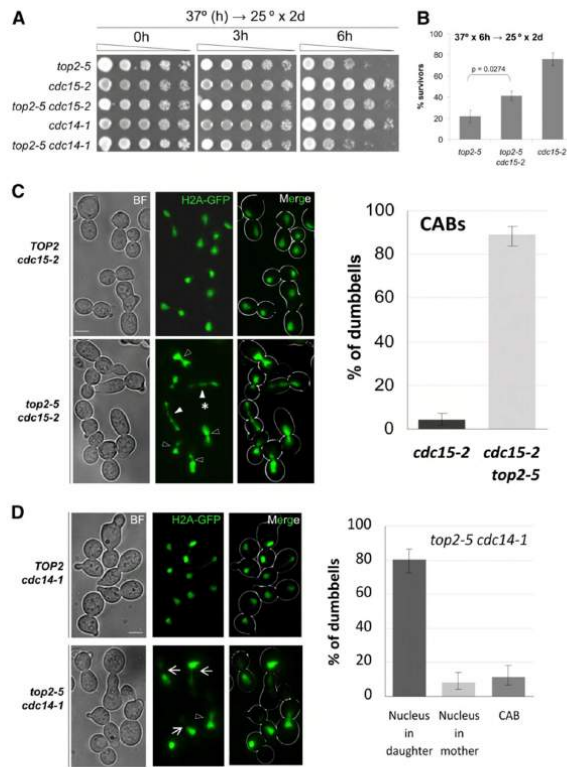 A
37º (h) → 25 º x 2d
0h 3h 6h
top2-5
cdc15-2
top2-5 cdc15-2
cdc14-1
top2-5 cdc14-1
B
37º x 6h → 25º x 2d
% survivors
100
80
60
40
20
0
p = 0.0274
top2-5
top2-5
cdc15-2
cdc15-2
C
BF H2A-GFP Merge
TOP2
cdc15-2
top2-5
cdc15-2
*
CABs
% of dumbbells
100
80
60
40
20
0
cdc15-2
cdc15-2
top2-5
D
BF H2A-GFP Merge
TOP2
cdc14-1
top2-5
cdc14-1
top2-5 cdc14-1
% of dumbbells
100
80
60
40
20
0
Nucleus
in
daughter
Nucleus
in
mother
CAB